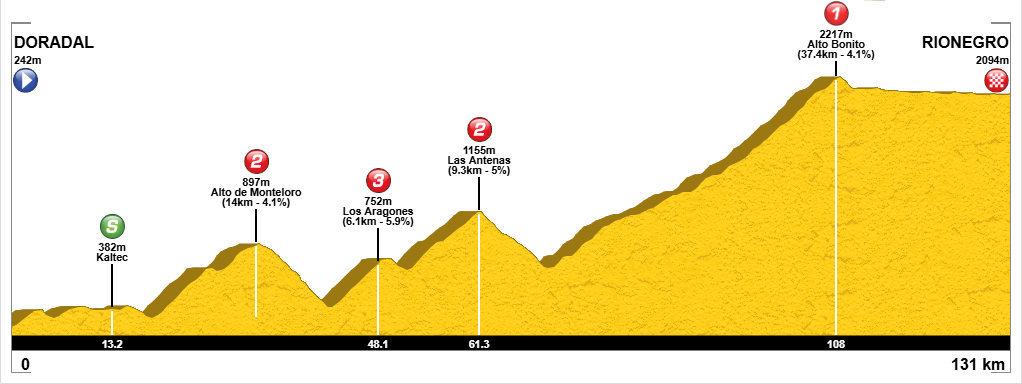 DORADAL
242m
S
382m
Kaltec
2
897m
Alto de Monteloro
(14km - 4.1%)
3
752m
Los Aragones
(6.1km - 5.9%)
2
1155m
Las Antenas
(9.3km - 5%)
1
2217m
Alto Bonito
(37.4km - 4.1%)
RIONEGRO
2094m
13.2
48.1
61.3
108
0
131 km